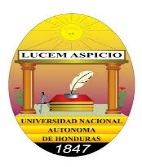 LUCEM ASPICIO
UNIVERSIDAD NACIONAL
AUTONOMA
DE HONDURAS
1847